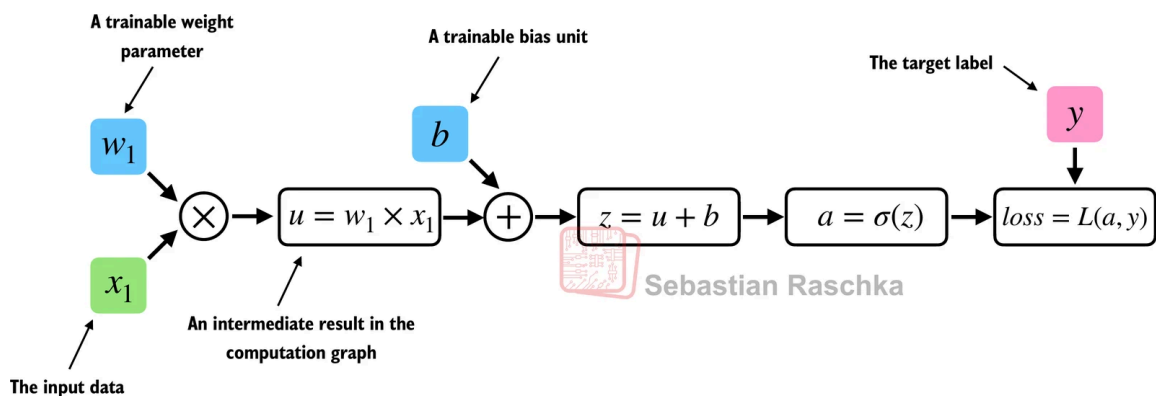 A trainable weight
parameter
A trainable bias unit
The target label
w₁
b
y
×
u = w₁ × x₁
+
z = u + b
a = σ(z)
loss = L(a, y)
x₁
Sebastian Raschka
An intermediate result in the
computation graph
The input data